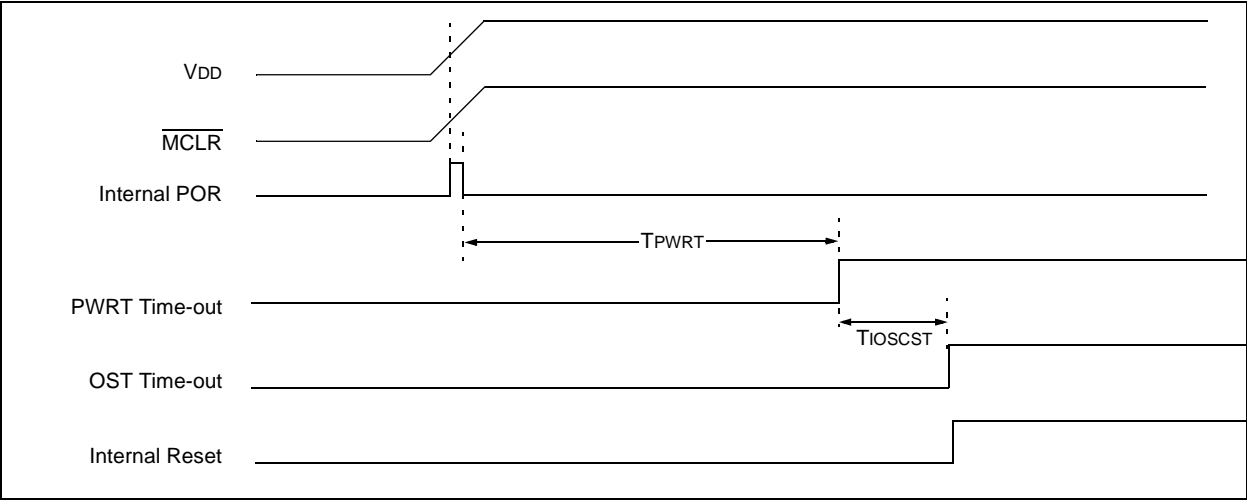 VDD
MCLR
Internal POR
TPWRT
PWRT Time-out
TIOSCST
OST Time-out
Internal Reset